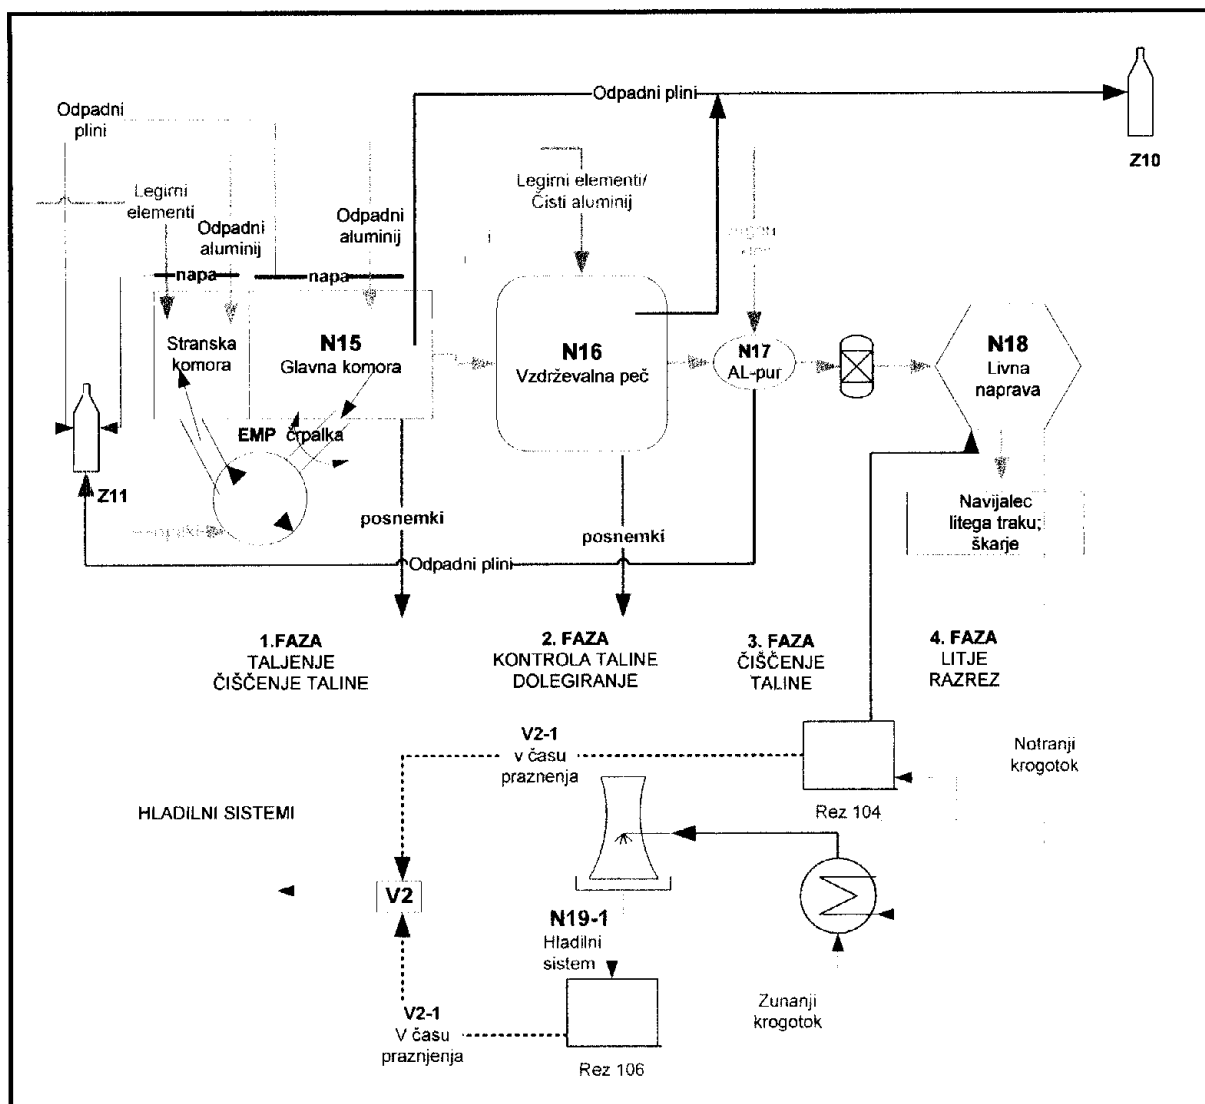 Odpadni plini
Z10
Odpadni
plini
Legirni
elementi
Odpadni
aluminij
Odpadni
aluminij
Legirni elementi/
Čisti aluminij
napa
napa
Stranska
komora
N15
Glavna komora
N16
Vzdrževalna peč
N17
AL-pur
N18
Livna
naprava
EMP črpalka
Z11
posnemki
posnemki
Navijalec
litega traku;
škarje
Odpadni plini
1.FAZA
TALJENJE
ČIŠČENJE TALINE
2. FAZA
KONTROLA TALINE
DOLEGIRANJE
3. FAZA
ČIŠČENJE
TALINE
4. FAZA
LITJE
RAZREZ
V2-1
v času
praznenja
Notranji
krogotok
HLADILNI SISTEMI
Rez 104
V2
N19-1
Hladilni
sistem
Zunanji
krogotok
V2-1
V času
praznjenja
Rez 106